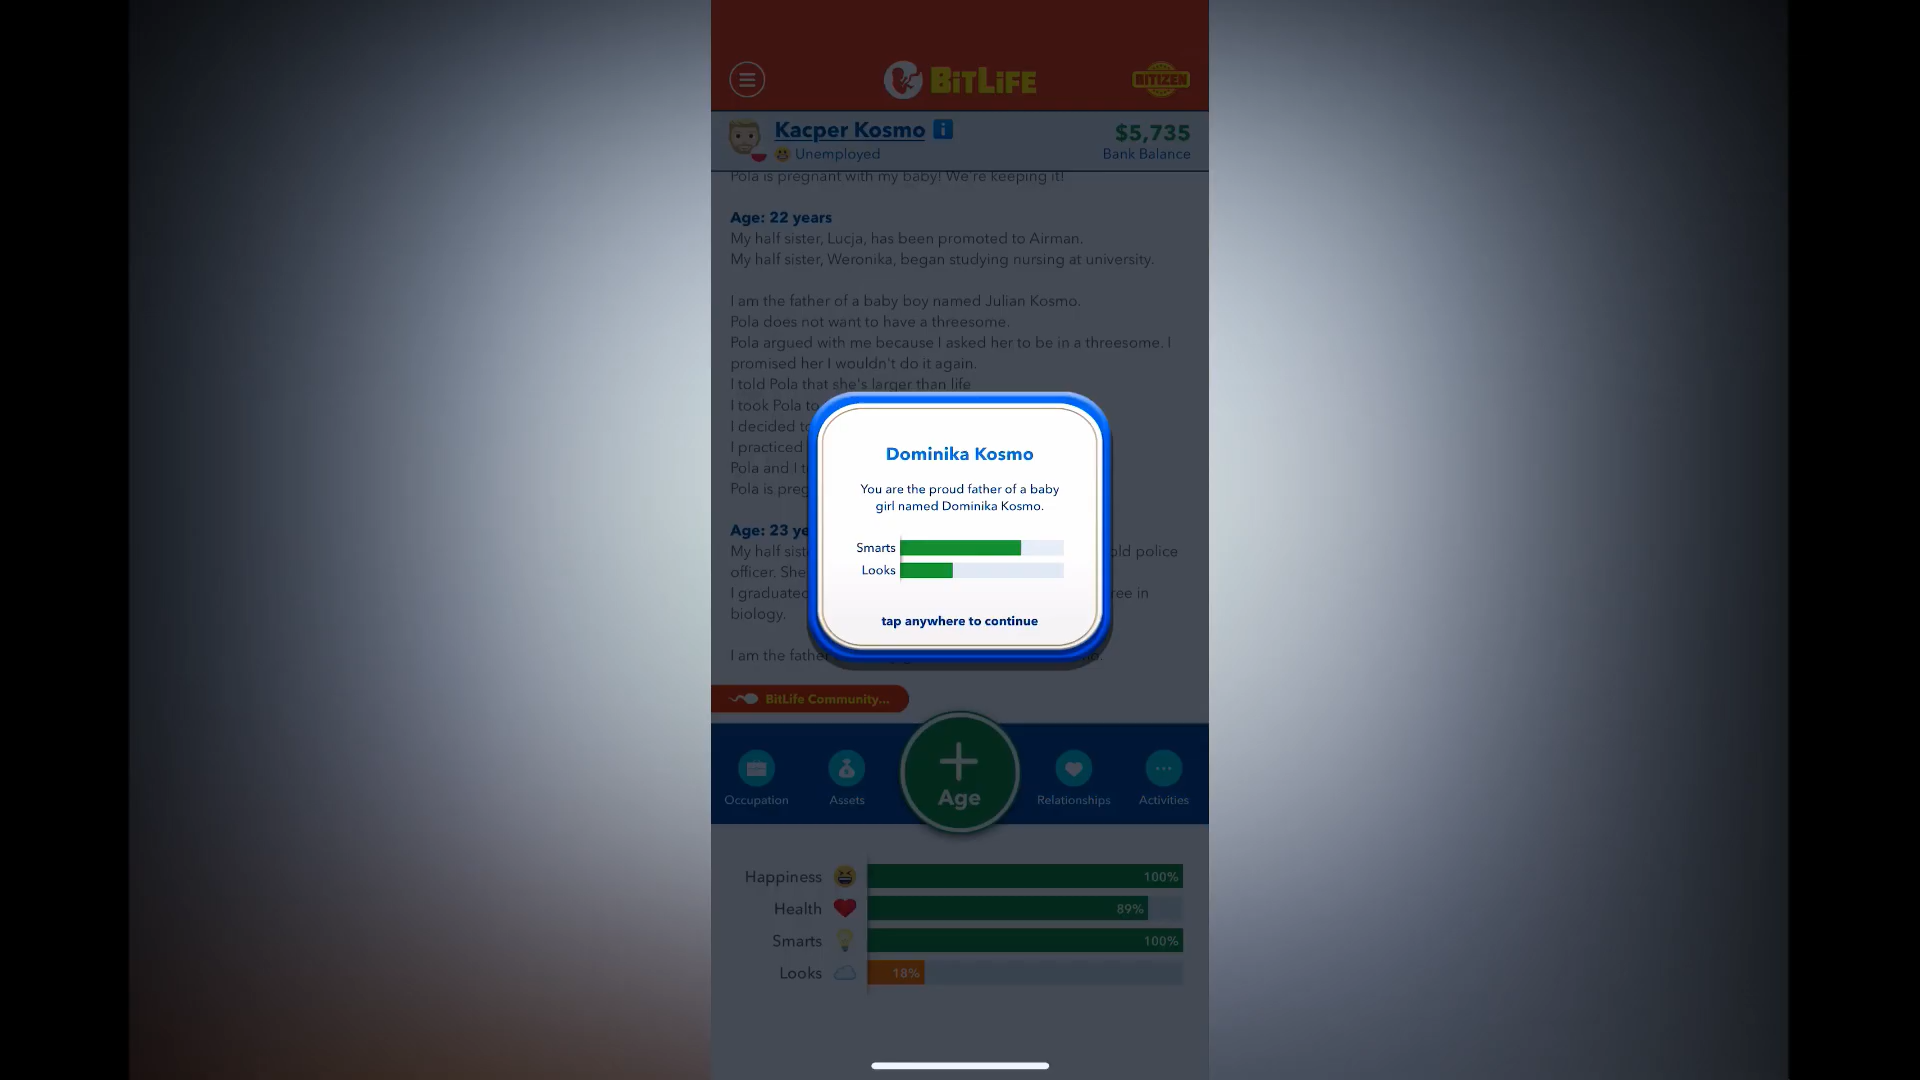 BitLife
BITIZEN
Kacper Kosmo
$5,735
Unemployed
Bank Balance
Pola is pregnant with my baby! We're keeping it!
Age: 22 years
My half sister, Lucja, has been promoted to Airman.
My half sister, Weronika, began studying nursing at university.
I am the father of a baby boy named Julian Kosmo.
Pola does not want to have a threesome.
Pola argued with me because I asked her to be in a threesome. I
promised her I wouldn't do it again.
I told Pola that she's larger than life
I took Pola to
I decided to
I practiced
Pola and I
Pola is
Age: 23
My half old police
officer. She
I graduated in
biology.
I am the father
Dominika Kosmo
You are the proud father of a baby
girl named Dominika Kosmo.
Smarts
Looks
tap anywhere to continue
BitLife Community...
Occupation
Assets
Age
Relationships
Activities
Happiness 100%
Health 89%
Smarts 100%
Looks 18%